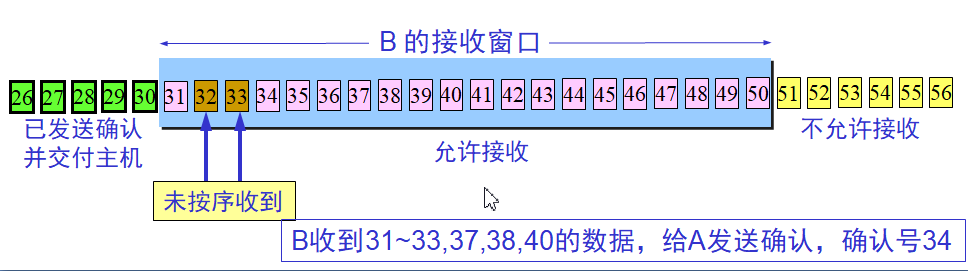 B 的接收窗口
26 27 28 29 30 31 32 33 34 35 36 37 38 39 40 41 42 43 44 45 46 47 48 49 50 51 52 53 54 55 56
已发送确认
并交付主机
允许接收
不允许接收
未按序收到
B收到31~33,37,38,40的数据，给A发送确认，确认号34